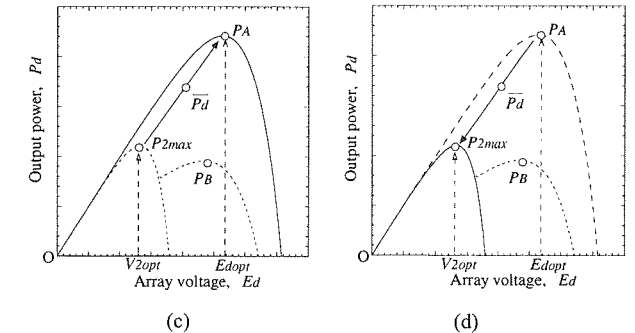 PA
Pd
P2max
PB
Output power, Pd
O
V2opt
Edopt
Array voltage, Ed
(c)
PA
Pd
P2max
PB
Output power, Pd
O
V2opt
Edopt
Array voltage, Ed
(d)